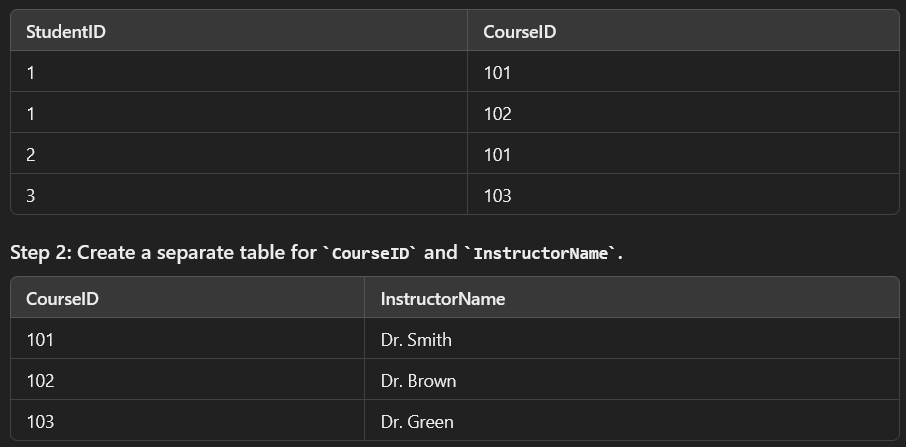 StudentID CourseID
1 101
1 102
2 101
3 103
Step 2: Create a separate table for `CourseID` and `InstructorName`.
CourseID InstructorName
101 Dr. Smith
102 Dr. Brown
103 Dr. Green